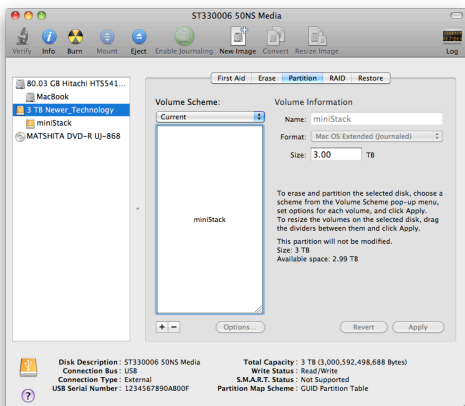 ST330006 50NS Media
Verify Info Burn Mount Eject Enable Journaling New Image Convert Resize Image Log
80.03 GB Hitachi HTS541...
MacBook
3 TB Newer_Technology
miniStack
MATSHITA DVD-R UJ-868
First Aid Erase Partition RAID Restore
Volume Scheme:
Current
miniStack
+ − Options...
Volume Information
Name: miniStack
Format: Mac OS Extended (Journaled)
Size: 3.00 TB
To erase and partition the selected disk, choose a
scheme from the Volume Scheme pop-up menu,
set options for each volume, and click Apply.
To resize the volumes on the selected disk, drag
the dividers between them and click Apply.
This partition will not be modified.
Size: 3 TB
Available space: 2.99 TB
Revert Apply
Disk Description : ST330006 50NS Media
Connection Bus : USB
Connection Type : External
USB Serial Number : 1234567890A800F
Total Capacity : 3 TB (3,000,592,498,688 Bytes)
Write Status : Read/Write
S.M.A.R.T. Status : Not Supported
Partition Map Scheme : GUID Partition Table
?